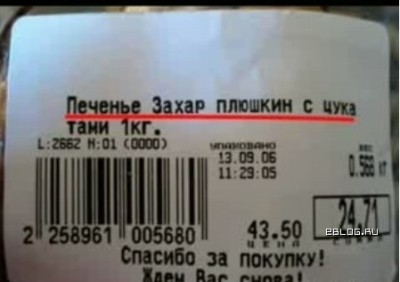 Печенье Захар плюшкин с цука
тами 1кг.
L:2662 М:01 (0000)
УПАКОВАНО
13.09.06
11:29:05
ВЕС
0.568 кг
2 258961 005680
43.50
ЦЕНА
24.71
2BLOG.RU
Спасибо за покупку!
Ждем Вас снова!